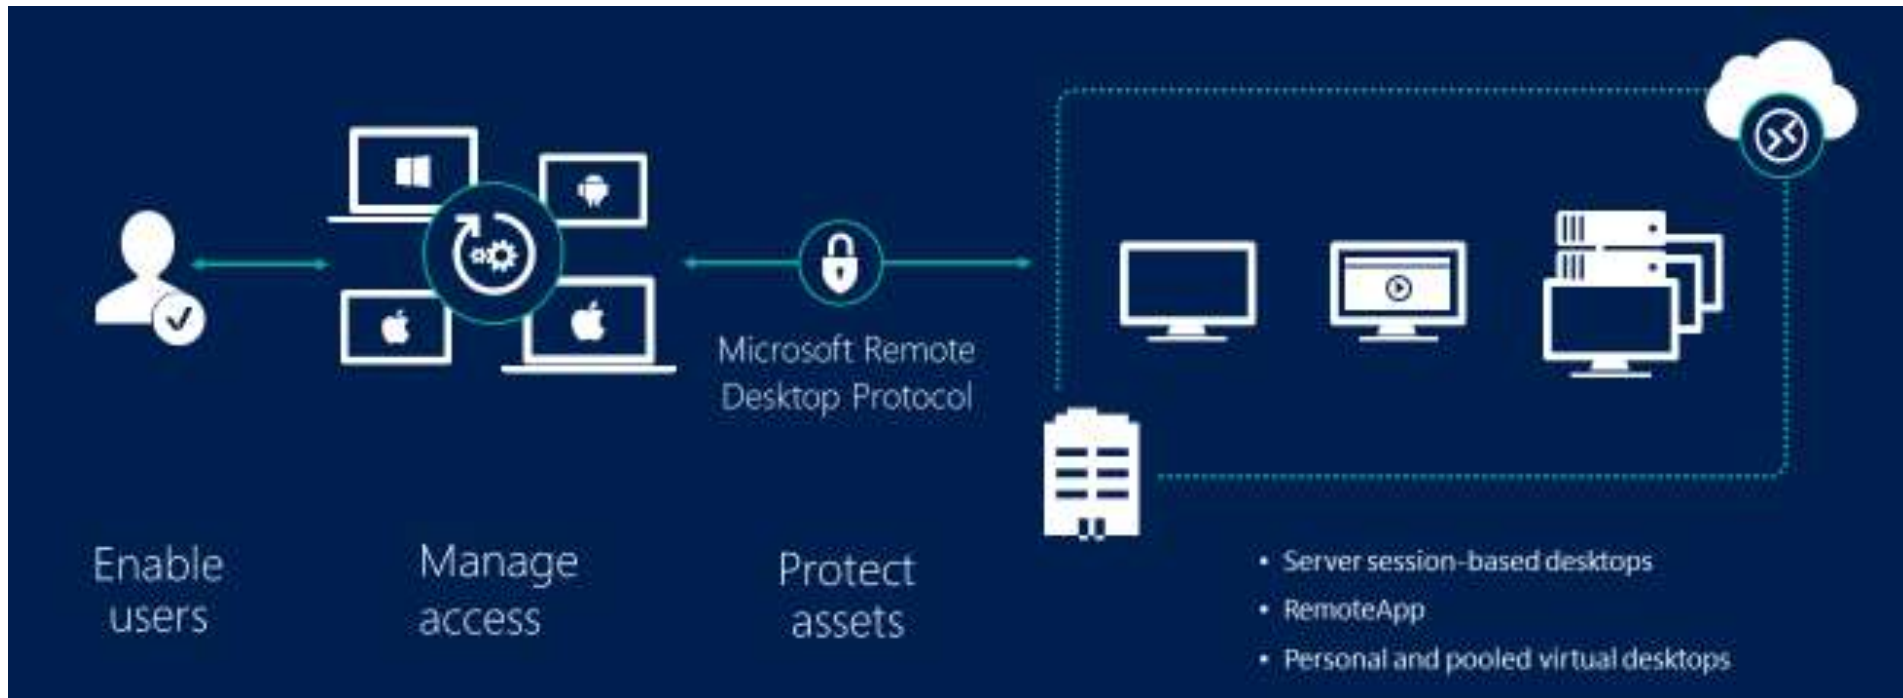 Microsoft Remote
Desktop Protocol
Enable
users
Manage
access
Protect
assets
• Server session-based desktops
• RemoteApp
• Personal and pooled virtual desktops